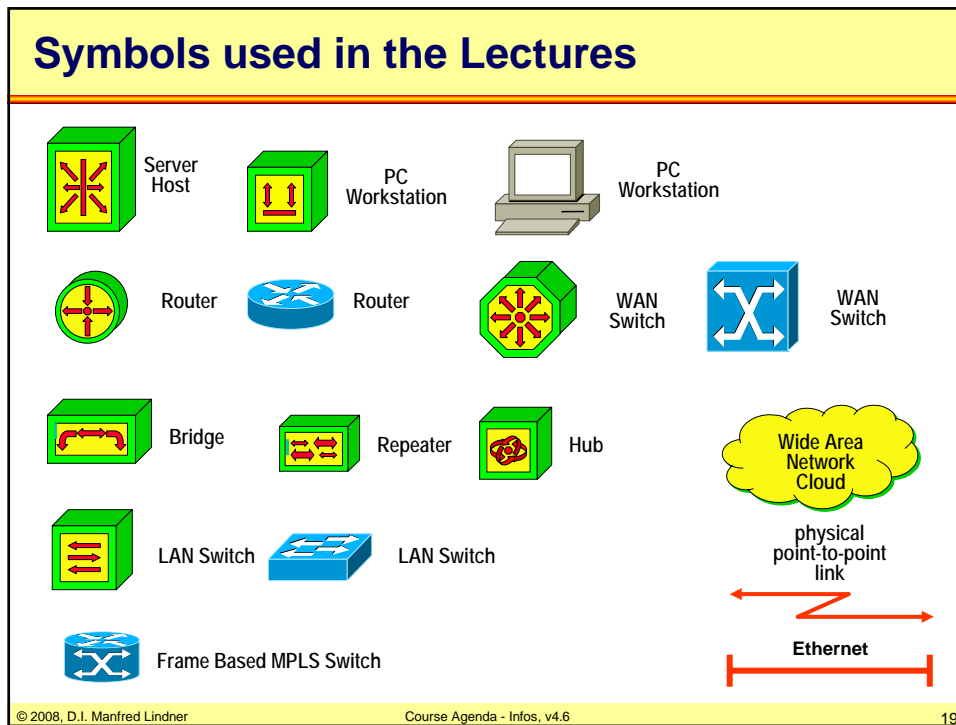 Symbols used in the Lectures
Server
Host
PC
Workstation
PC
Workstation
Router
Router
WAN
Switch
WAN
Switch
Bridge
Repeater
Hub
Wide Area
Network
Cloud
LAN Switch
LAN Switch
physical
point-to-point
link
Frame Based MPLS Switch
Ethernet
© 2008, D.I. Manfred Lindner
Course Agenda - Infos, v4.6
19